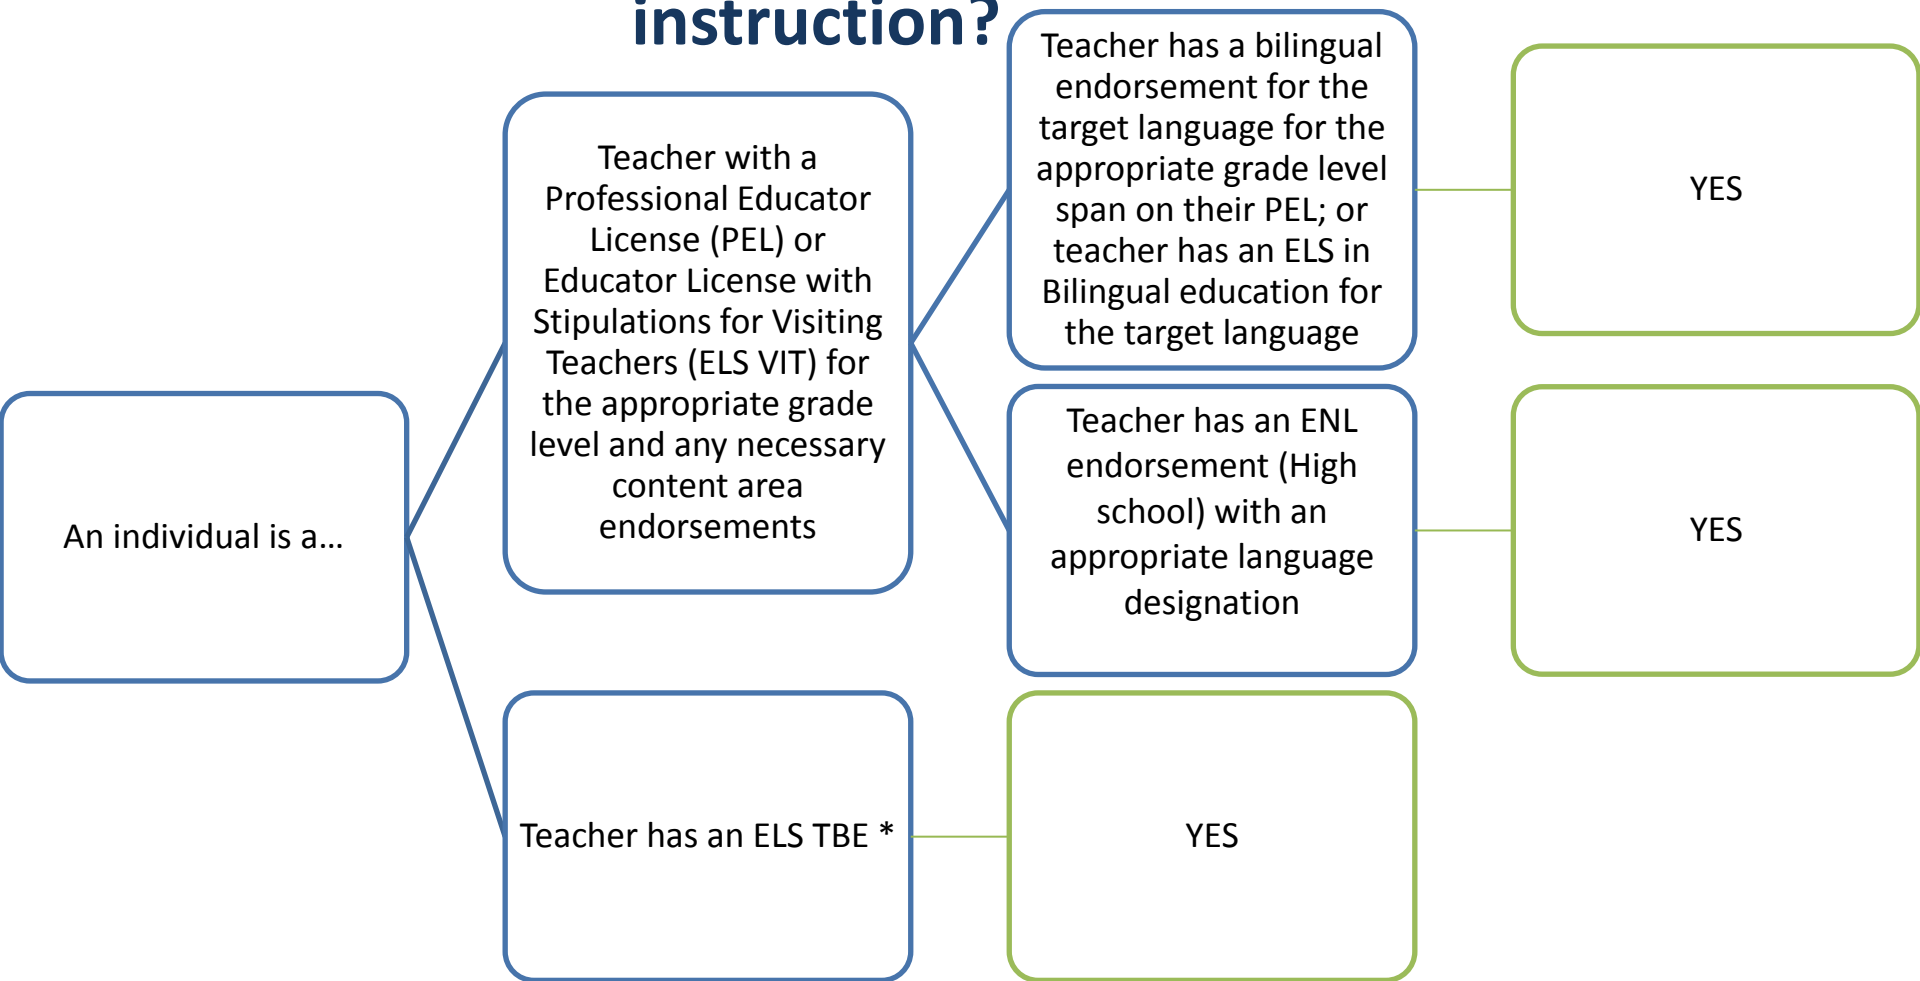 instruction?
An individual is a...
Teacher with a
Professional Educator
License (PEL) or
Educator License with
Stipulations for Visiting
Teachers (ELS VIT) for
the appropriate grade
level and any necessary
content area
endorsements
Teacher has a bilingual
endorsement for the
target language for the
appropriate grade level
span on their PEL; or
teacher has an ELS in
Bilingual education for
the target language
YES
Teacher has an ENL
endorsement (High
school) with an
appropriate language
designation
YES
Teacher has an ELS TBE *
YES